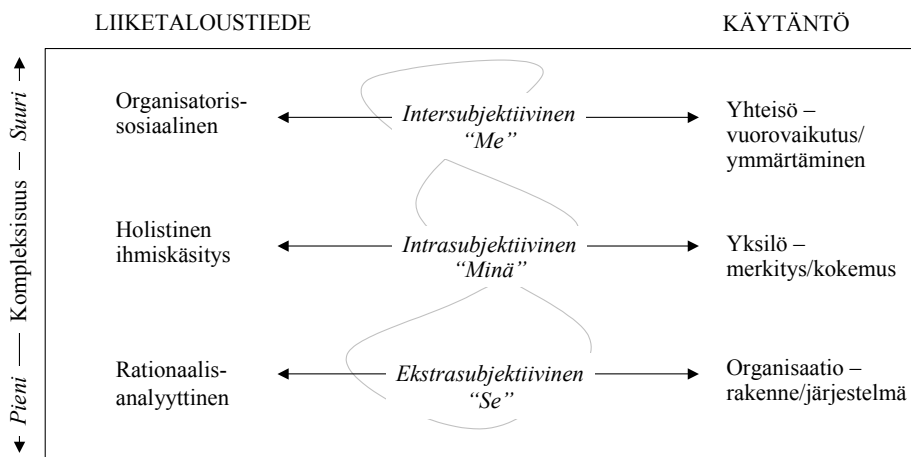 LIIKETALOUSTIEDE
KÄYTÄNTÖ
Pieni — Kompleksisuus — Suuri
Organisatoris-
sosiaalinen
Intersubjektiivinen
“Me”
Yhteisö –
vuorovaikutus/
ymmärtäminen
Holistinen
ihmiskäsitys
Intrasubjektiivinen
“Minä”
Yksilö –
merkitys/kokemus
Rationaalis-
analyyttinen
Ekstrasubjektiivinen
“Se”
Organisaatio –
rakenne/järjestelmä